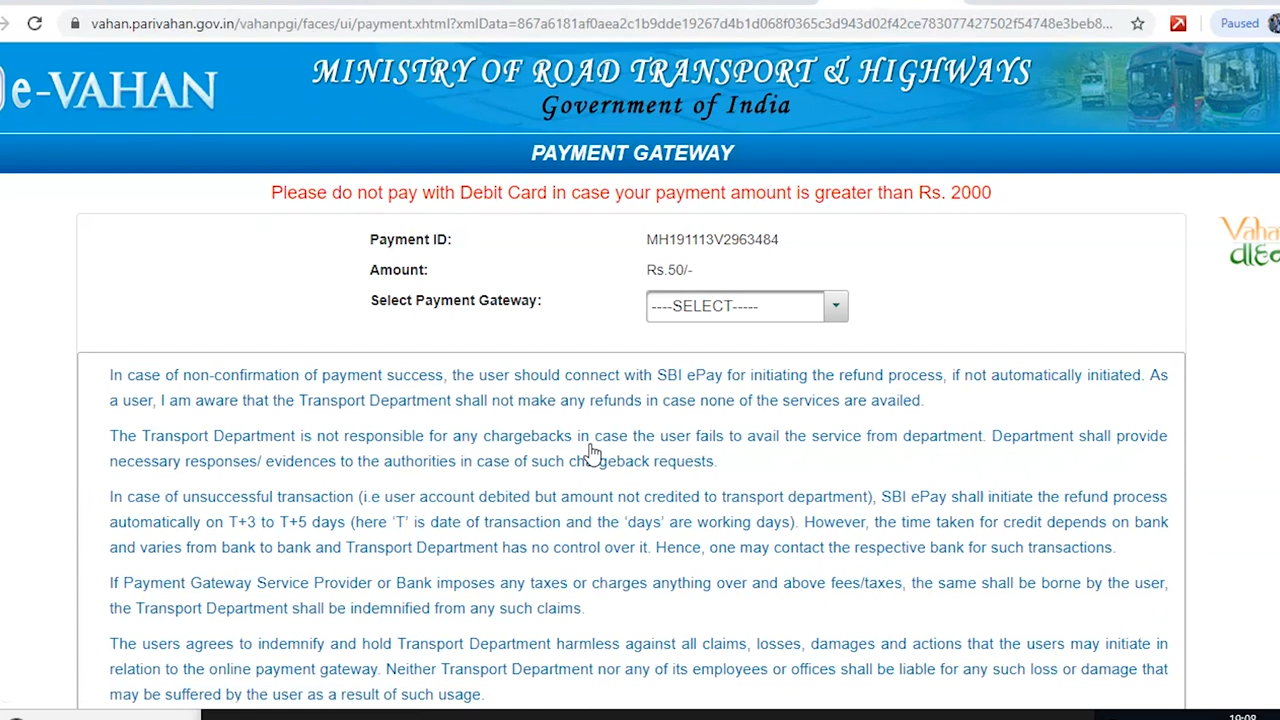 vahan.parivahan.gov.in/vahanpgi/faces/ui/payment.xhtml?xmlData=867a6181af0aea2c1b9dde19267d4b1d068f0365c3d943d02f42ce783077427502f54748e3beb8...
Paused
e-VAHAN
MINISTRY OF ROAD TRANSPORT & HIGHWAYS
Government of India
PAYMENT GATEWAY
Please do not pay with Debit Card in case your payment amount is greater than Rs. 2000
Payment ID: MH191113V2963484
Amount: Rs.50/-
Select Payment Gateway: ----SELECT-----
In case of non-confirmation of payment success, the user should connect with SBI ePay for initiating the refund process, if not automatically initiated. As
a user, I am aware that the Transport Department shall not make any refunds in case none of the services are availed.
The Transport Department is not responsible for any chargebacks in case the user fails to avail the service from department. Department shall provide
necessary responses/ evidences to the authorities in case of such chargeback requests.
In case of unsuccessful transaction (i.e user account debited but amount not credited to transport department), SBI ePay shall initiate the refund process
automatically on T+3 to T+5 days (here ‘T’ is date of transaction and the ‘days’ are working days). However, the time taken for credit depends on bank
and varies from bank to bank and Transport Department has no control over it. Hence, one may contact the respective bank for such transactions.
If Payment Gateway Service Provider or Bank imposes any taxes or charges anything over and above fees/taxes, the same shall be borne by the user,
the Transport Department shall be indemnified from any such claims.
The users agrees to indemnify and hold Transport Department harmless against all claims, losses, damages and actions that the users may initiate in
relation to the online payment gateway. Neither Transport Department nor any of its employees or offices shall be liable for any such loss or damage that
may be suffered by the user as a result of such usage.